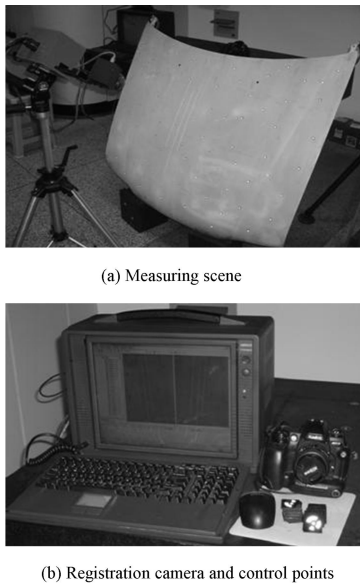 (a) Measuring scene
(b) Registration camera and control points